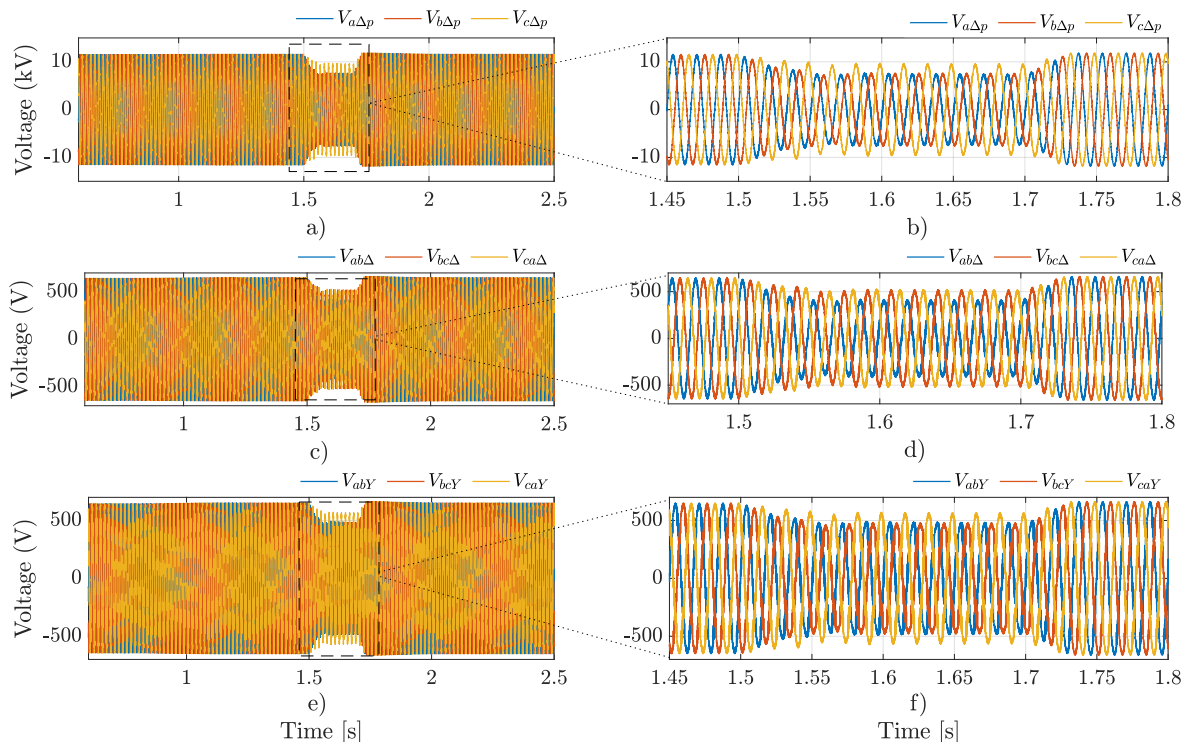 V_{aΔp} V_{bΔp} V_{cΔp}
Voltage (kV)
10
0
-10
1 1.5 2 2.5
a)
V_{aΔp} V_{bΔp} V_{cΔp}
10
0
-10
1.45 1.5 1.55 1.6 1.65 1.7 1.75 1.8
b)
V_{abΔ} V_{bcΔ} V_{caΔ}
Voltage (V)
500
0
-500
1 1.5 2 2.5
c)
V_{abΔ} V_{bcΔ} V_{caΔ}
500
0
-500
1.5 1.6 1.7 1.8
d)
V_{abY} V_{bcY} V_{caY}
Voltage (V)
500
0
-500
1 1.5 2 2.5
e)
Time [s]
V_{abY} V_{bcY} V_{caY}
500
0
-500
1.45 1.5 1.55 1.6 1.65 1.7 1.75 1.8
f)
Time [s]